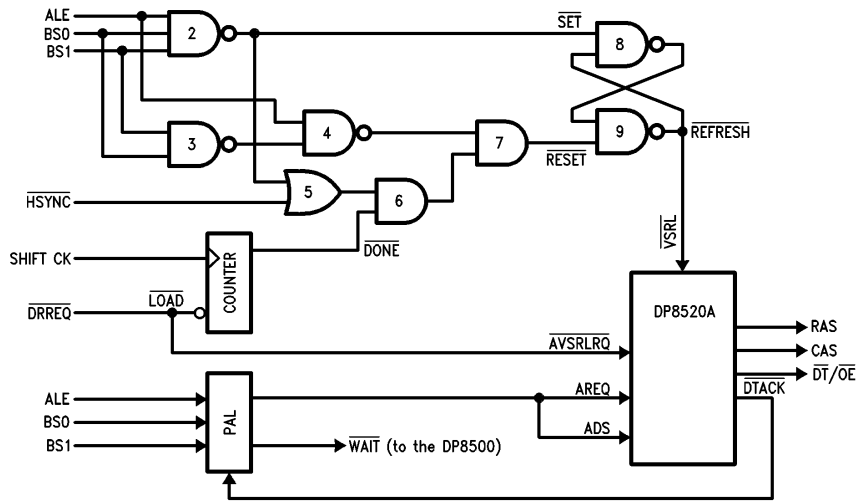 ALE
BS0
BS1
2
SET
8
3
4
7
9
RESET
REFRESH
HSYNC
5
6
DONE
VSRL
SHIFT CK
COUNTER
DRREQ
LOAD
DP8520A
AVSRLRQ
RAS
CAS
DT/OE
DTACK
ALE
BS0
BS1
PAL
AREQ
ADS
WAIT (to the DP8500)